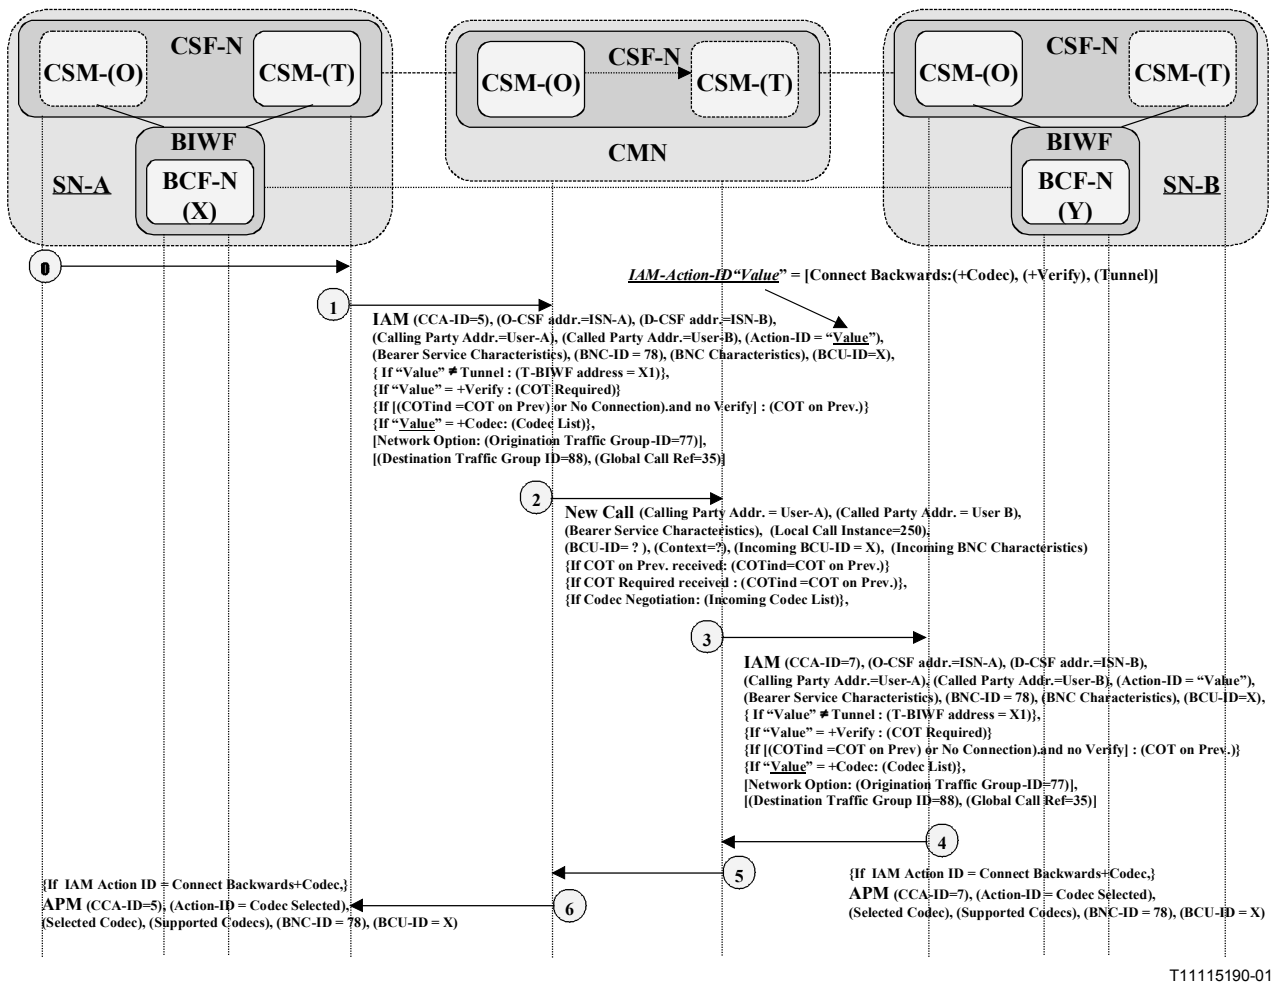 CSF-N
CSM-(O)
CSM-(T)
BIWF
BCF-N
(X)
SN-A
CSF-N
CSM-(O)
CSM-(T)
CMN
CSF-N
CSM-(O)
CSM-(T)
BIWF
BCF-N
(Y)
SN-B
0
IAM-Action-ID“Value” = [Connect Backwards:(+Codec), (+Verify), (Tunnel)]
1
IAM (CCA-ID=5), (O-CSF addr.=ISN-A), (D-CSF addr.=ISN-B),
(Calling Party Addr.=User-A), (Called Party Addr.=User-B), (Action-ID = “Value”),
(Bearer Service Characteristics), (BNC-ID = 78), (BNC Characteristics), (BCU-ID=X),
{ If “Value” ≠ Tunnel : (T-BIWF address = X1)},
{If “Value” = +Verify : (COT Required)}
{If [(COTind =COT on Prev) or No Connection).and no Verify] : (COT on Prev.)}
{If “Value” = +Codec: (Codec List)},
[Network Option: (Origination Traffic Group-ID=77)],
[(Destination Traffic Group ID=88), (Global Call Ref=35)]
2
New Call (Calling Party Addr. = User-A), (Called Party Addr. = User B),
(Bearer Service Characteristics), (Local Call Instance=250),
(BCU-ID= ? ), (Context=?), (Incoming BCU-ID = X), (Incoming BNC Characteristics)
{If COT on Prev. received: (COTind=COT on Prev.)}
{If COT Required received : (COTind =COT on Prev.)},
{If Codec Negotiation: (Incoming Codec List)},
3
IAM (CCA-ID=7), (O-CSF addr.=ISN-A), (D-CSF addr.=ISN-B),
(Calling Party Addr.=User-A), (Called Party Addr.=User-B), (Action-ID = “Value”),
(Bearer Service Characteristics), (BNC-ID = 78), (BNC Characteristics), (BCU-ID=X),
{ If “Value” ≠ Tunnel : (T-BIWF address = X1)},
{If “Value” = +Verify : (COT Required)}
{If [(COTind =COT on Prev) or No Connection).and no Verify] : (COT on Prev.)}
{If “Value” = +Codec: (Codec List)},
[Network Option: (Origination Traffic Group-ID=77)],
[(Destination Traffic Group ID=88), (Global Call Ref=35)]
4
{If IAM Action ID = Connect Backwards+Codec,}
APM (CCA-ID=7), (Action-ID = Codec Selected),
(Selected Codec), (Supported Codecs), (BNC-ID = 78), (BCU-ID = X)
5
6
{If IAM Action ID = Connect Backwards+Codec,}
APM (CCA-ID=5), (Action-ID = Codec Selected),
(Selected Codec), (Supported Codecs), (BNC-ID = 78), (BCU-ID = X)
T11115190-01